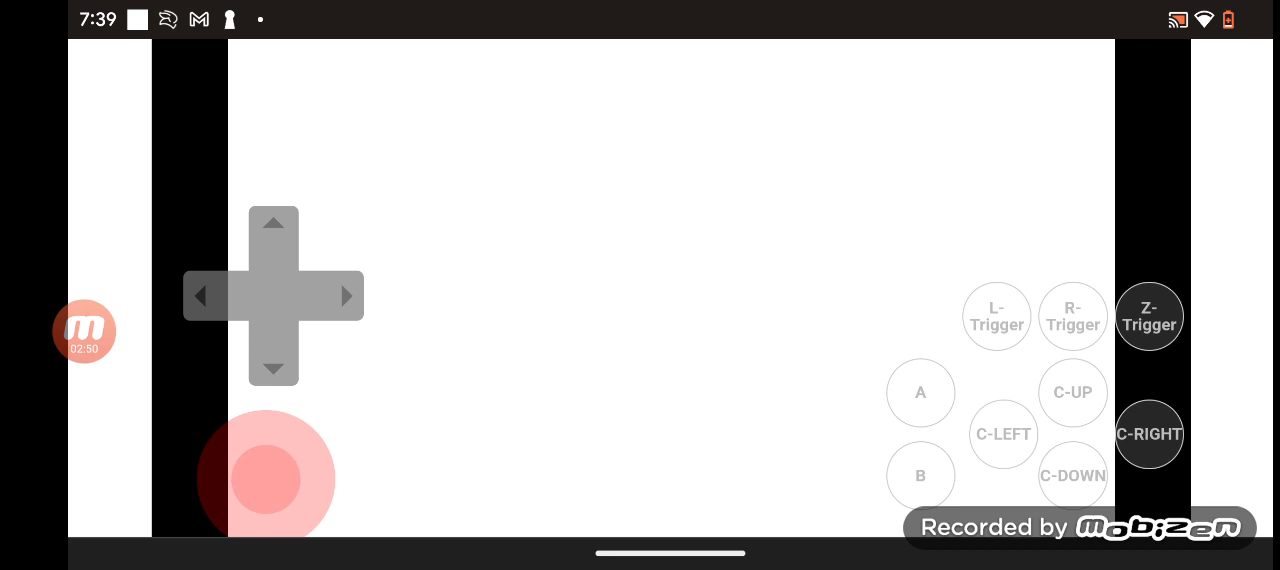 7:39
L-
Trigger
R-
Trigger
Z-
Trigger
A
C-UP
C-LEFT
C-RIGHT
B
C-DOWN
02:50
Recorded by mobizen